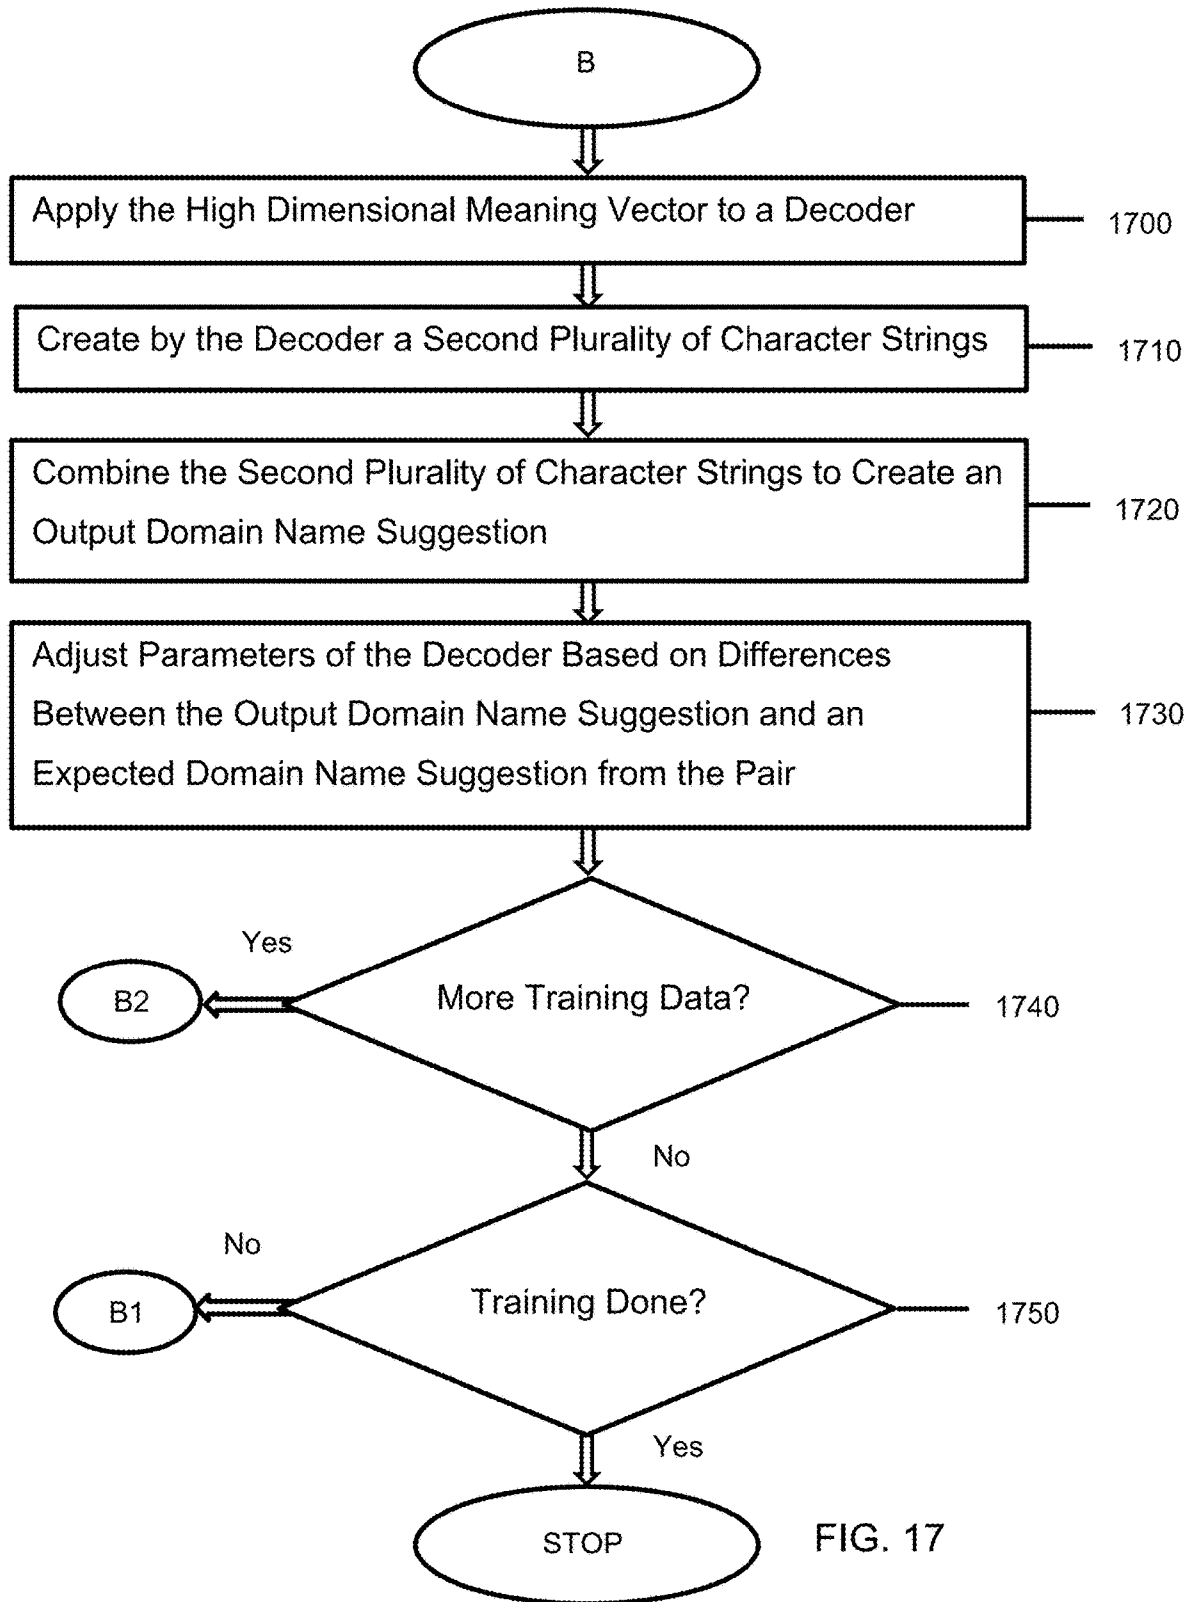 B
Apply the High Dimensional Meaning Vector to a Decoder
1700
Create by the Decoder a Second Plurality of Character Strings
1710
Combine the Second Plurality of Character Strings to Create an
Output Domain Name Suggestion
1720
Adjust Parameters of the Decoder Based on Differences
Between the Output Domain Name Suggestion and an
Expected Domain Name Suggestion from the Pair
1730
Yes
B2
More Training Data?
1740
No
No
B1
Training Done?
1750
Yes
STOP
FIG. 17